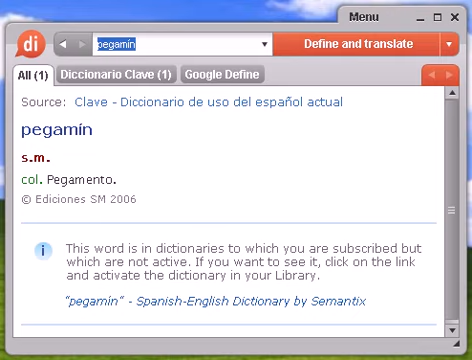 Menu
di
pegamín
Define and translate
All (1)
Diccionario Clave (1)
Google Define
Source: Clave - Diccionario de uso del español actual
pegamín
s.m.
col. Pegamento.
© Ediciones SM 2006
i
This word is in dictionaries to which you are subscribed but
which are not active. If you want to see it, click on the link
and activate the dictionary in your Library.
"pegamín" - Spanish-English Dictionary by Semantix